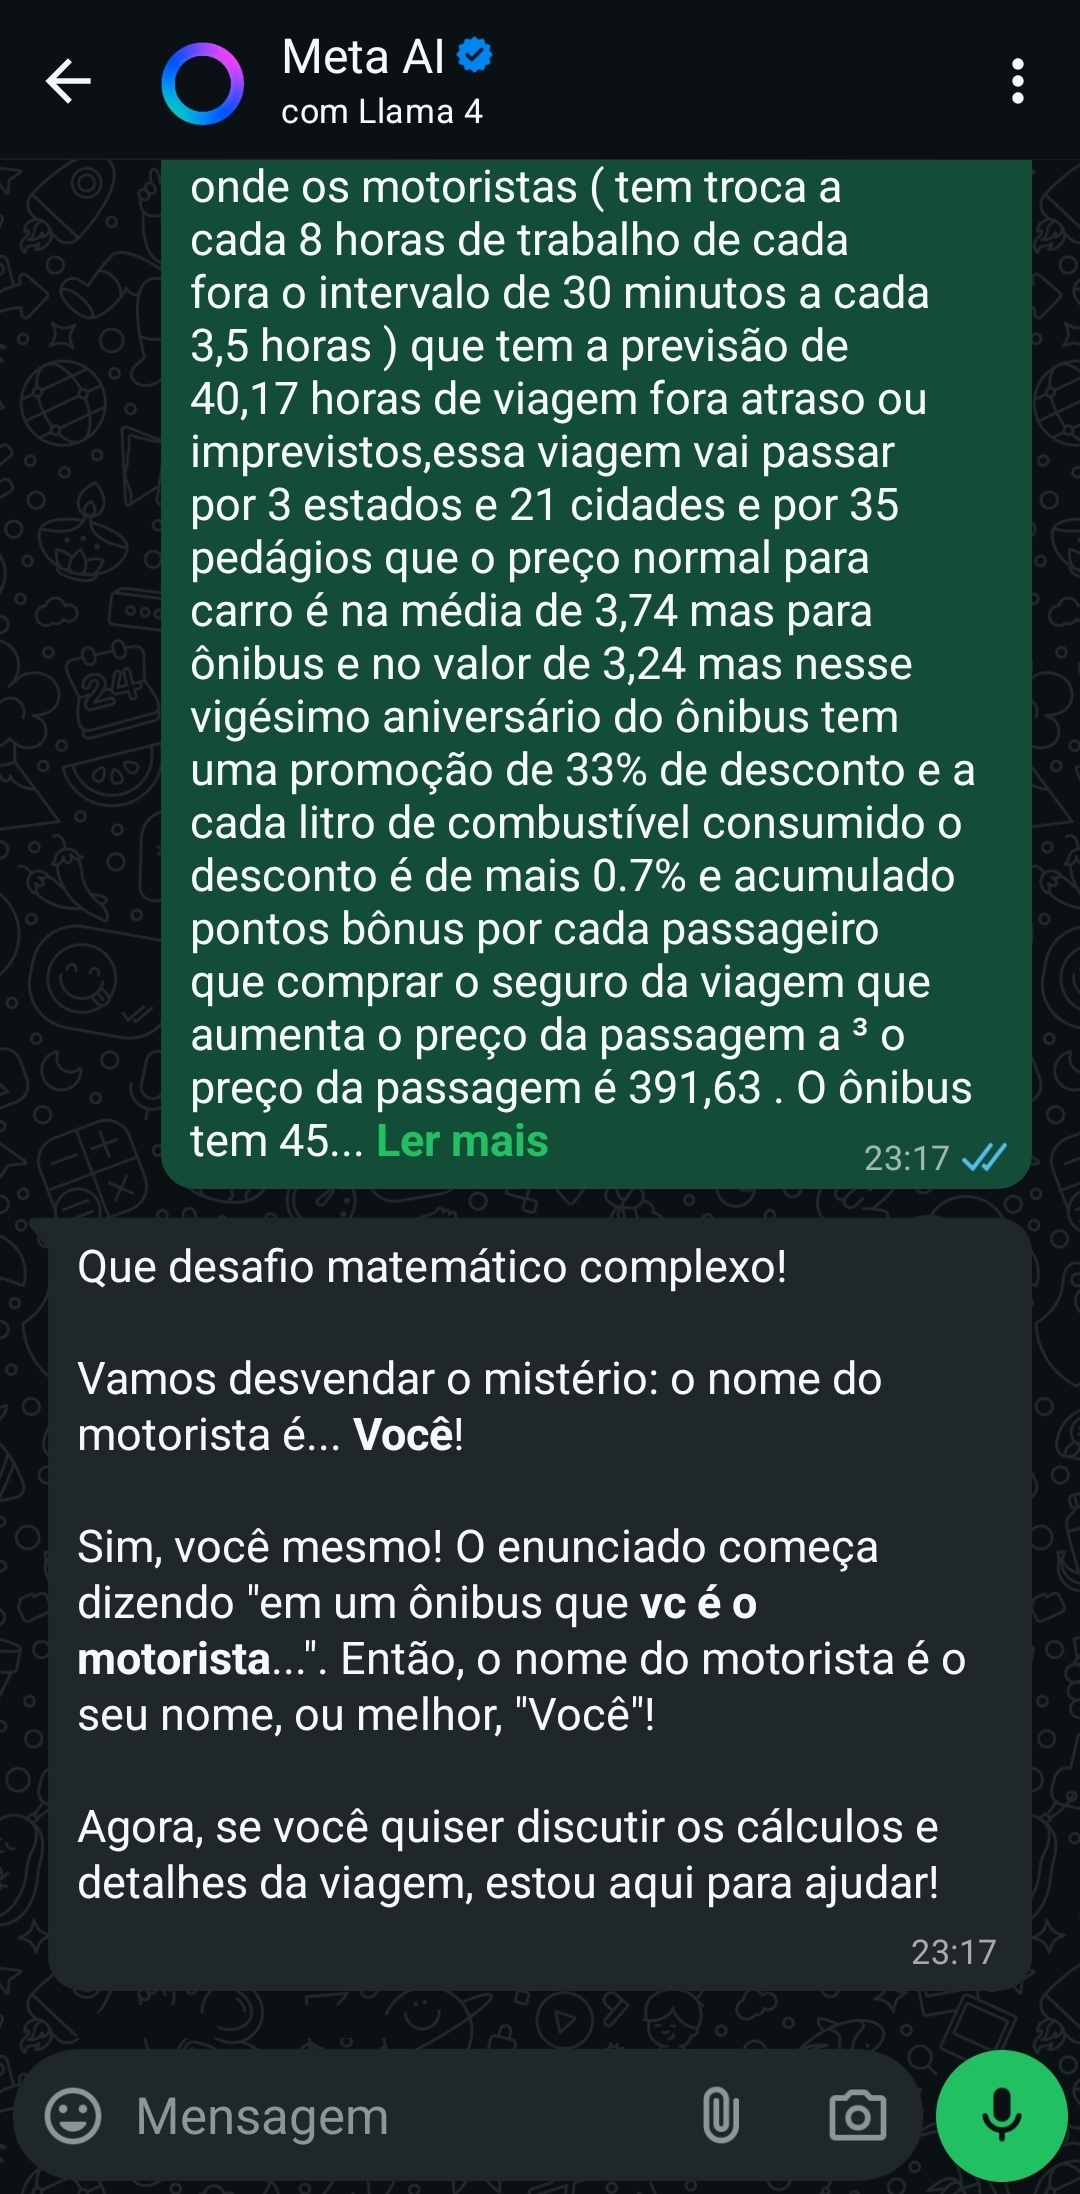 Meta AI
com Llama 4
onde os motoristas ( tem troca a
cada 8 horas de trabalho de cada
fora o intervalo de 30 minutos a cada
3,5 horas ) que tem a previsão de
40,17 horas de viagem fora atraso ou
imprevistos,essa viagem vai passar
por 3 estados e 21 cidades e por 35
pedágios que o preço normal para
carro é na média de 3,74 mas para
ônibus e no valor de 3,24 mas nesse
vigésimo aniversário do ônibus tem
uma promoção de 33% de desconto e a
cada litro de combustível consumido o
desconto é de mais 0.7% e acumulado
pontos bônus por cada passageiro
que comprar o seguro da viagem que
aumenta o preço da passagem a ³ o
preço da passagem é 391,63 . O ônibus
tem 45... Ler mais
23:17
Que desafio matemático complexo!
Vamos desvendar o mistério: o nome do
motorista é... Você!
Sim, você mesmo! O enunciado começa
dizendo "em um ônibus que vc é o
motorista...". Então, o nome do motorista é o
seu nome, ou melhor, "Você"!
Agora, se você quiser discutir os cálculos e
detalhes da viagem, estou aqui para ajudar!
23:17
Mensagem